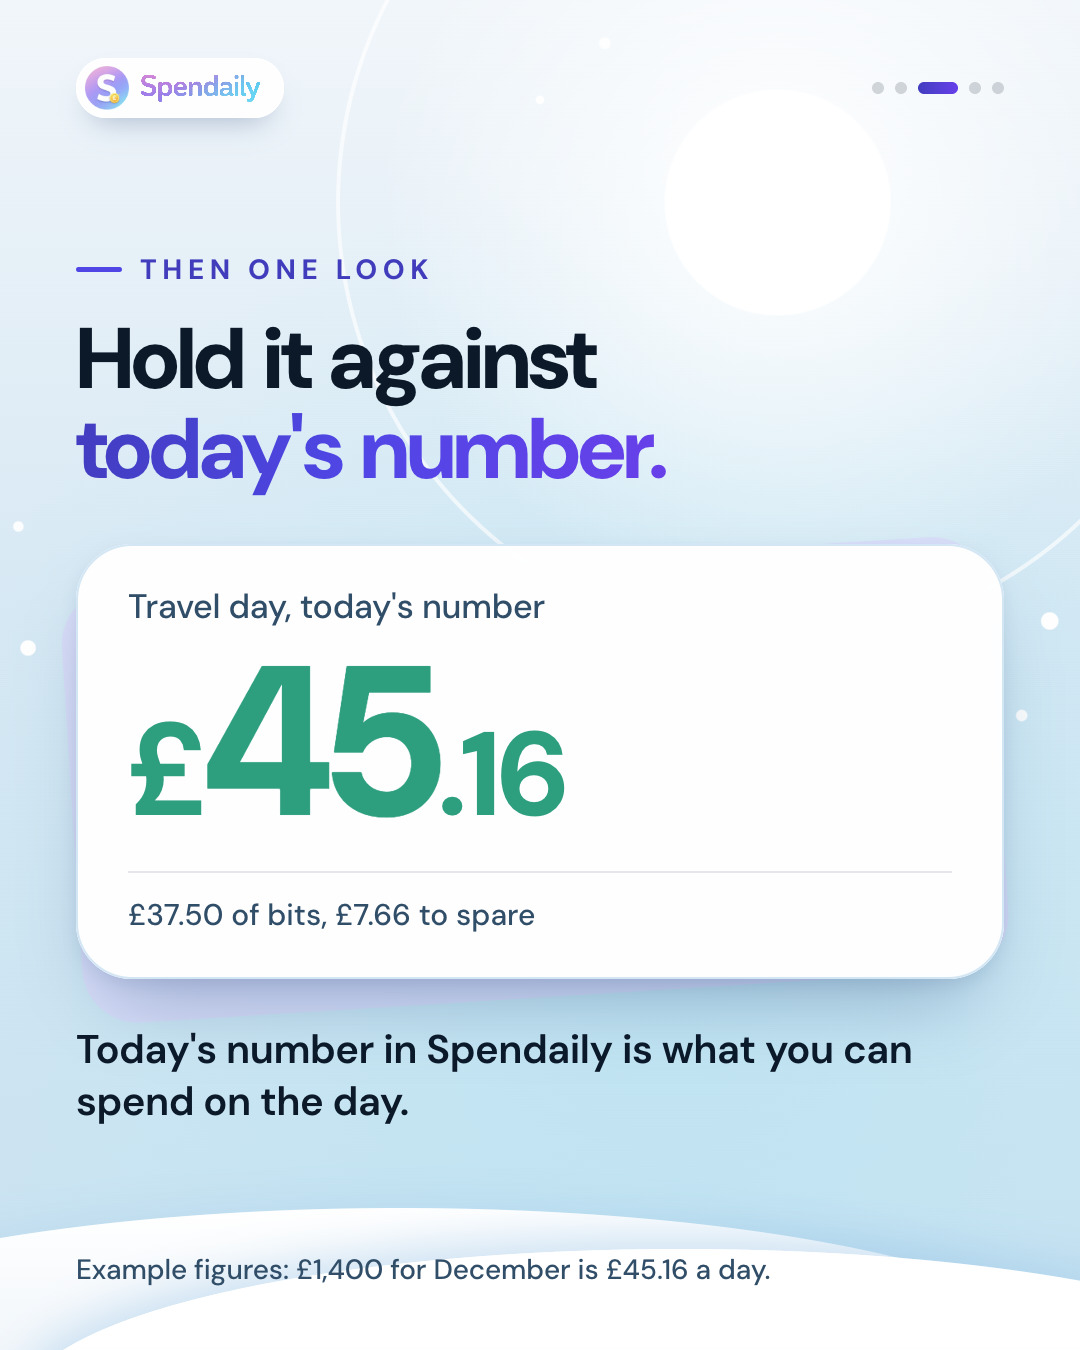 Spendaily
THEN ONE LOOK
Hold it against
today's number.
Travel day, today's number
£45.16
£37.50 of bits, £7.66 to spare
Today's number in Spendaily is what you can
spend on the day.
Example figures: £1,400 for December is £45.16 a day.